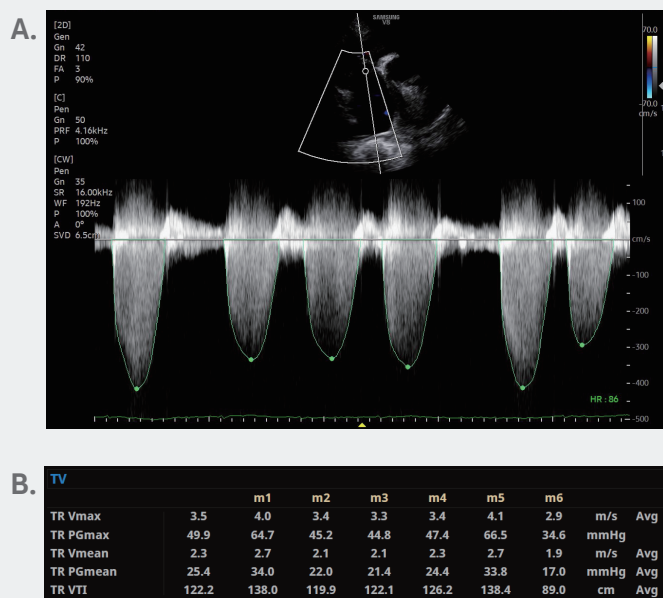 A.
SAMSUNG
V8
[2D]
Gen
Gn 42
DR 110
FA 3
P 90%
[C]
Pen
Gn 50
PRF 4.16kHz
P 100%
[CW]
Pen
Gn 35
SR 16.00kHz
WF 192Hz
P 100%
A 0°
SVD 6.5cm
70.0
-70.0
cm/s
100
cm/s
-100
-200
-300
-400
-500
HR : 86
B.
TV
m1 m2 m3 m4 m5 m6
TR Vmax 3.5 4.0 3.4 3.3 3.4 4.1 2.9 m/s Avg
TR PGmax 49.9 64.7 45.2 44.8 47.4 66.5 34.6 mmHg
TR Vmean 2.3 2.7 2.1 2.1 2.3 2.7 1.9 m/s Avg
TR PGmean 25.4 34.0 22.0 21.4 24.4 33.8 17.0 mmHg Avg
TR VTI 122.2 138.0 119.9 122.1 126.2 138.4 89.0 cm Avg